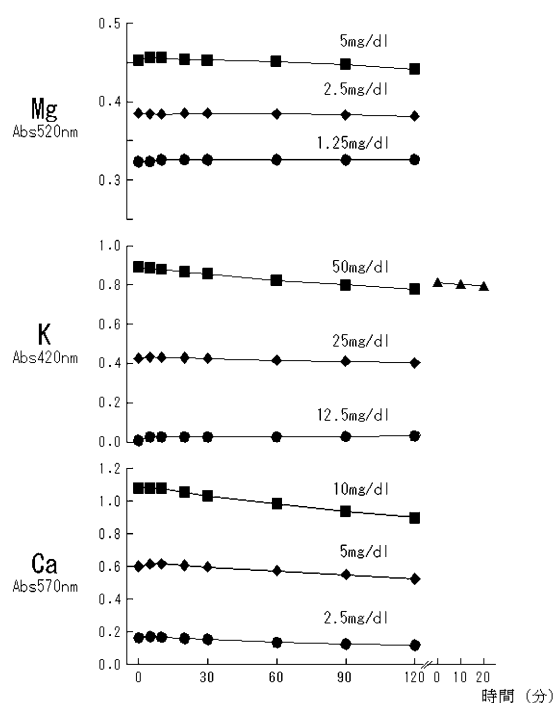 0.5
5mg/dl
2.5mg/dl
Mg
0.4
Abs520nm
1.25mg/dl
0.3
1.0
50mg/dl
0.8
0.6
K
25mg/dl
Abs420nm
0.4
0.2
12.5mg/dl
0.0
1.2
10mg/dl
1.0
0.8
5mg/dl
Ca
0.6
Abs570nm
0.4
2.5mg/dl
0.2
0.0
0 30 60 90 120 0 10 20
時間 (分)